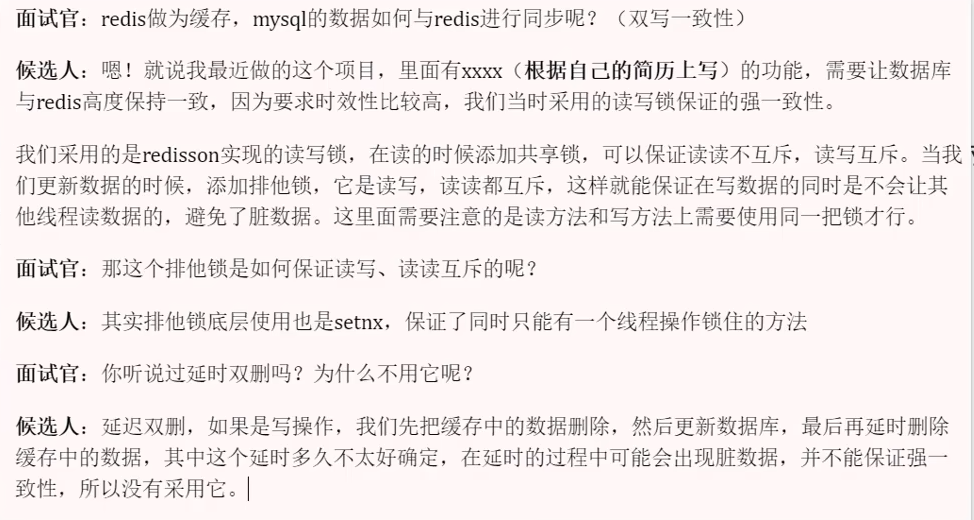 面试官：redis做为缓存，mysql的数据如何与redis进行同步呢？（双写一致性）
候选人：嗯！就说我最近做的这个项目，里面有xxxx（根据自己的简历上写）的功能，需要让数据库
与redis高度保持一致，因为要求时效性比较高，我们当时采用的读写锁保证的强一致性。
我们采用的是redisson实现的读写锁，在读的时候添加共享锁，可以保证读读不互斥，读写互斥。当我
们更新数据的时候，添加排他锁，它是读写，读读都互斥，这样就能保证在写数据的同时是不会让其
他线程读数据的，避免了脏数据。这里面需要注意的是读方法和写方法上需要使用同一把锁才行。
面试官：那这个排他锁是如何保证读写、读读互斥的呢？
候选人：其实排他锁底层使用也是setnx，保证了同时只能有一个线程操作锁住的方法
面试官：你听说过延时双删吗？为什么不用它呢？
候选人：延迟双删，如果是写操作，我们先把缓存中的数据删除，然后更新数据库，最后再延时删除
缓存中的数据，其中这个延时多久不太好确定，在延时的过程中可能会出现脏数据，并不能保证强一
致性，所以没有采用它。